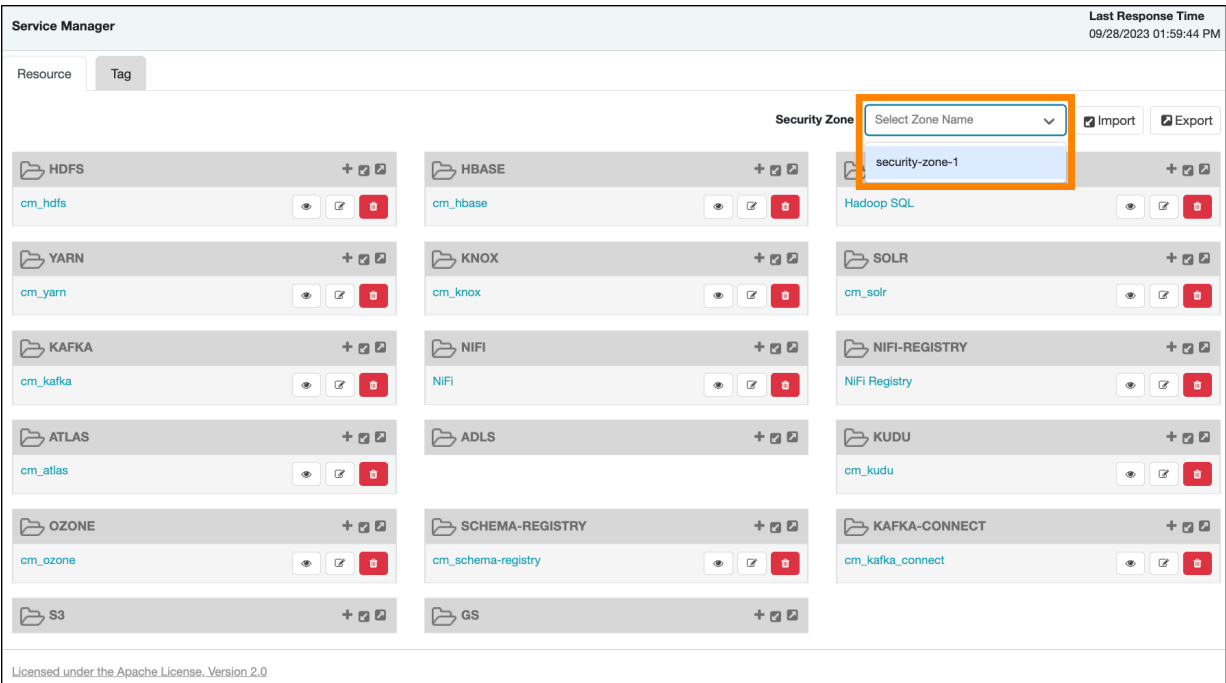 Service Manager
Last Response Time
09/28/2023 01:59:44 PM
Resource
Tag
Security Zone
Select Zone Name
Import
Export
security-zone-1
HDFS
HBASE
cm_hdfs
cm_hbase
Hadoop SQL
YARN
KNOX
SOLR
cm_yarn
cm_knox
cm_solr
KAFKA
NIFI
NIFI-REGISTRY
cm_kafka
NiFi
NiFi Registry
ATLAS
ADLS
KUDU
cm_atlas
cm_kudu
OZONE
SCHEMA-REGISTRY
KAFKA-CONNECT
cm_ozone
cm_schema-registry
cm_kafka_connect
S3
GS
Licensed under the Apache License, Version 2.0